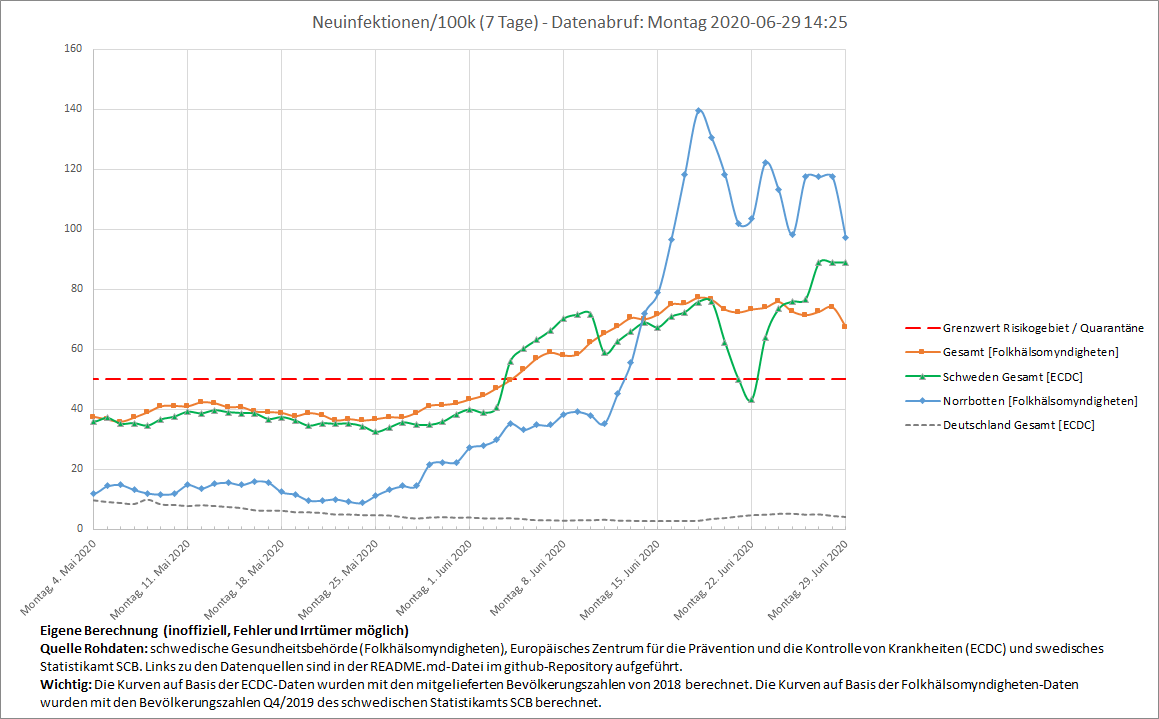 Neuinfektionen/100k (7 Tage) - Datenabruf: Montag 2020-06-29 14:25
160
140
120
100
80
60
40
20
0
Montag, 4. Mai 2020
Montag, 11. Mai 2020
Montag, 18. Mai 2020
Montag, 25. Mai 2020
Montag, 1. Juni 2020
Montag, 8. Juni 2020
Montag, 15. Juni 2020
Montag, 22. Juni 2020
Montag, 29. Juni 2020
Grenzwert Risikogebiet / Quarantäne
Gesamt [Folkhälsomyndigheten]
Schweden Gesamt [ECDC]
Norrbotten [Folkhälsomyndigheten]
Deutschland Gesamt [ECDC]
Eigene Berechnung (inoffiziell, Fehler und Irrtümer möglich)
Quelle Rohdaten: schwedische Gesundheitsbehörde (Folkhälsomyndigheten), Europäisches Zentrum für die Prävention und die Kontrolle von Krankheiten (ECDC) und swedisches
Statistikamt SCB. Links zu den Datenquellen sind in der README.md-Datei im github-Repository aufgeführt.
Wichtig: Die Kurven auf Basis der ECDC-Daten wurden mit den mitgelieferten Bevölkerungszahlen von 2018 berechnet. Die Kurven auf Basis der Folkhälsomyndigheten-Daten
wurden mit den Bevölkerungszahlen Q4/2019 des schwedischen Statistikamts SCB berechnet.